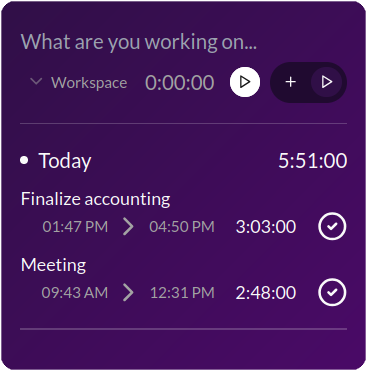 What are you working on...
Workspace 0:00:00 +
Today 5:51:00
Finalize accounting
01:47 PM 04:50 PM 3:03:00
Meeting
09:43 AM 12:31 PM 2:48:00